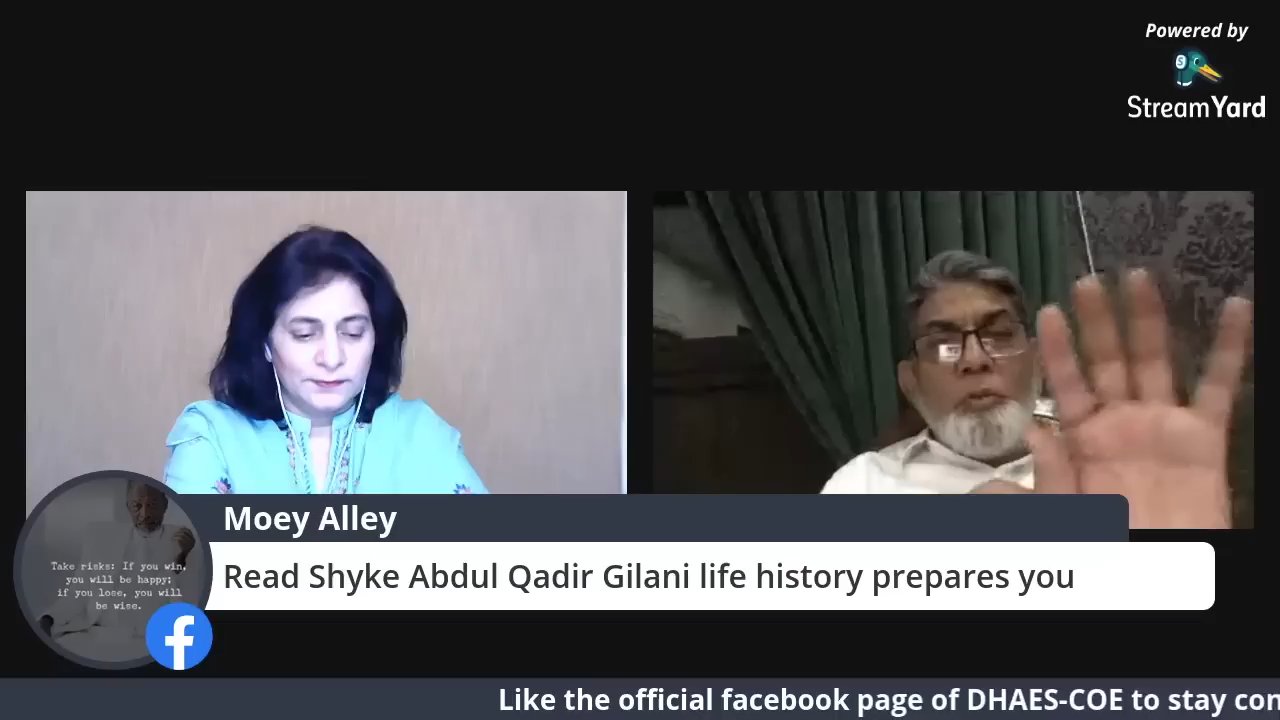 Powered by
StreamYard
Moey Alley
Read Shyke Abdul Qadir Gilani life history prepares you
Take risks: If you win,
you will be happy;
if you lose, you will
be wise.
Like the official facebook page of DHAES-COE to stay con